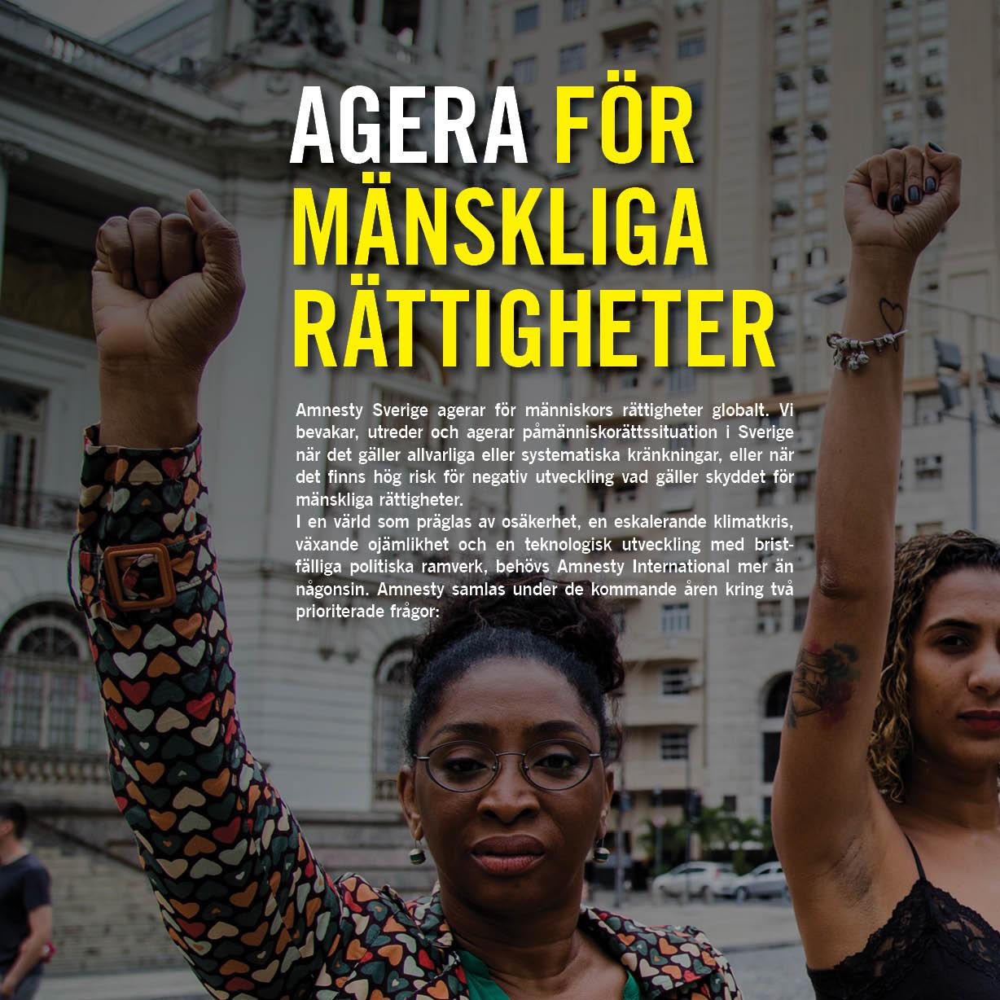 AGERA FÖR
MÄNSKLIGA
RÄTTIGHETER
Amnesty Sverige agerar för människors rättigheter globalt. Vi
bevakar, utreder och agerar påmänniskorättssituation i Sverige
när det gäller allvarliga eller systematiska kränkningar, eller när
det finns hög risk för negativ utveckling vad gäller skyddet för
mänskliga rättigheter.
I en värld som präglas av osäkerhet, en eskalerande klimatkris,
växande ojämlikhet och en teknologisk utveckling med brist-
fälliga politiska ramverk, behövs Amnesty International mer än
någonsin. Amnesty samlas under de kommande åren kring två
prioriterade frågor: